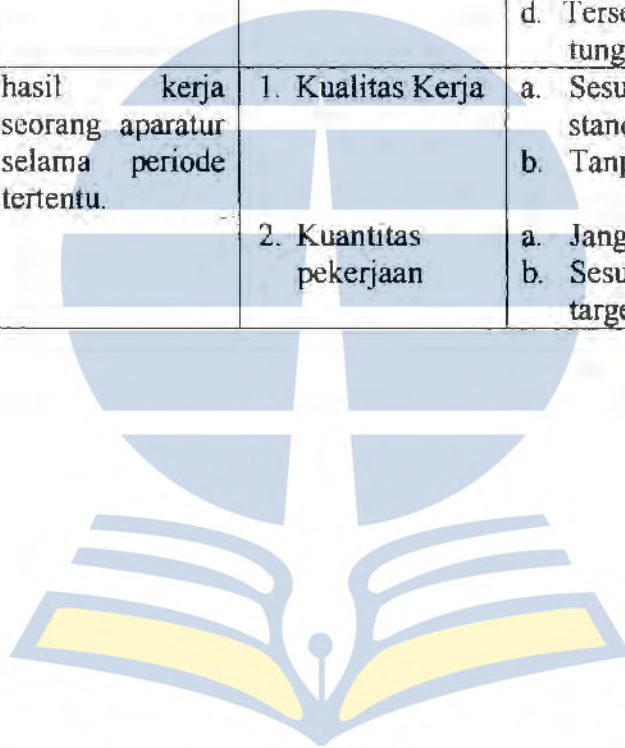 d. Terse
tung
hasil kerja
seorang aparatur
selama periode
tertentu.
1. Kualitas Kerja
a. Sesu
stand
b. Tanp
2. Kuantitas
pekerjaan
a. Jang
b. Sesu
targe